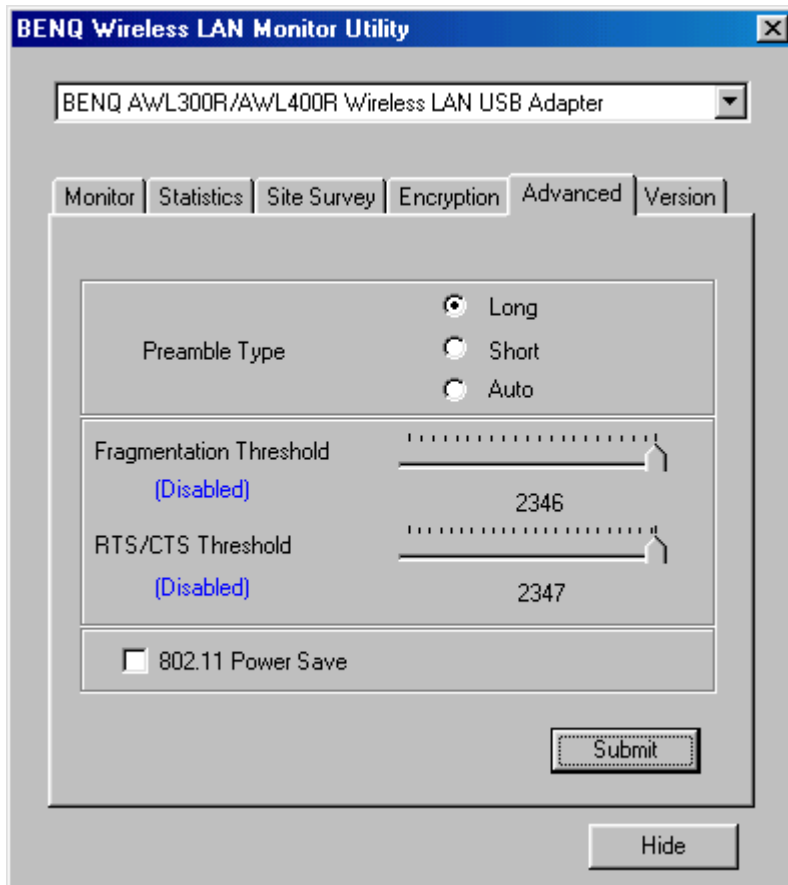 BENQ Wireless LAN Monitor Utility
BENQ AWL300R/AWL400R Wireless LAN USB Adapter
Monitor Statistics Site Survey Encryption Advanced Version
Preamble Type
Long
Short
Auto
Fragmentation Threshold
(Disabled)
2346
RTS/CTS Threshold
(Disabled)
2347
802.11 Power Save
Submit
Hide